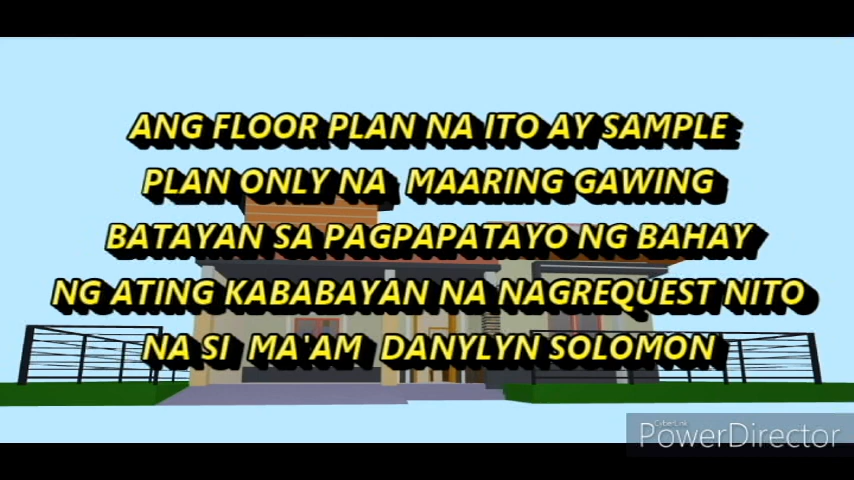 ANG FLOOR PLAN NA ITO AY SAMPLE
PLAN ONLY NA MAARING GAWING
BATAYAN SA PAGPAPATAYO NG BAHAY
NG ATING KABABAYAN NA NAGREQUEST NITO
NA SI MA'AM DANYLYN SOLOMON
CyberLink
PowerDirector